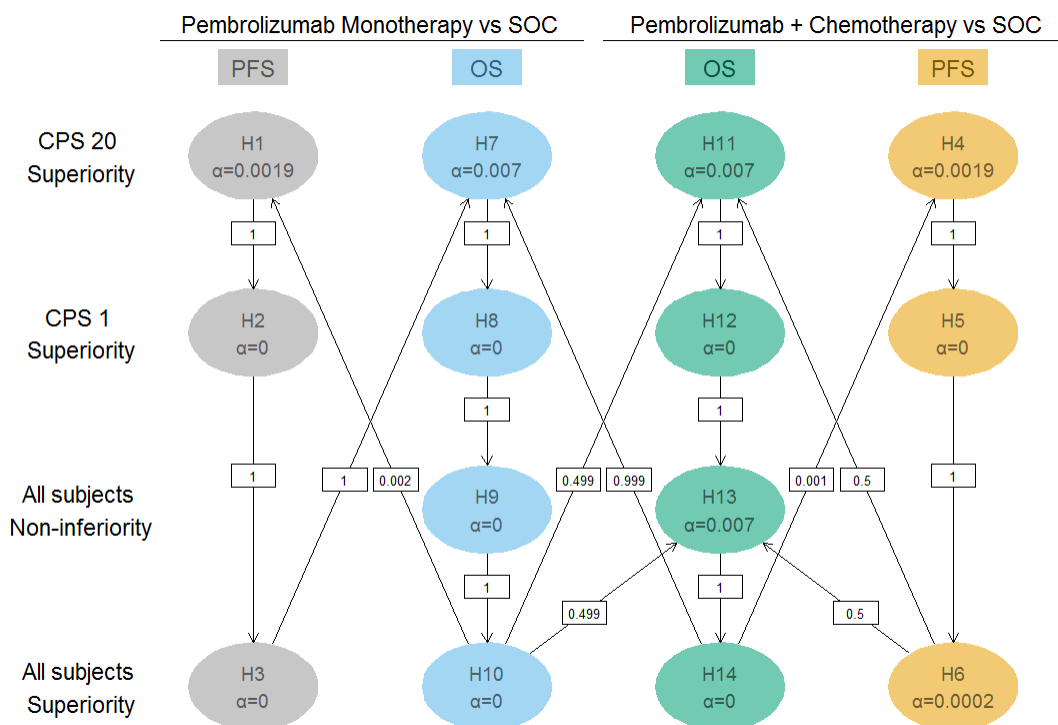 Pembrolizumab Monotherapy vs SOC
Pembrolizumab + Chemotherapy vs SOC
PFS
OS
OS
PFS
CPS 20
Superiority
H1
α=0.0019
H7
α=0.007
H11
α=0.007
H4
α=0.0019
1
1
1
1
CPS 1
Superiority
H2
α=0
H8
α=0
H12
α=0
H5
α=0
1
1
1
0.002
0.499
0.999
0.001
0.5
1
1
All subjects
Non-inferiority
H9
α=0
H13
α=0.007
1
1
0.499
0.5
All subjects
Superiority
H3
α=0
H10
α=0
H14
α=0
H6
α=0.0002